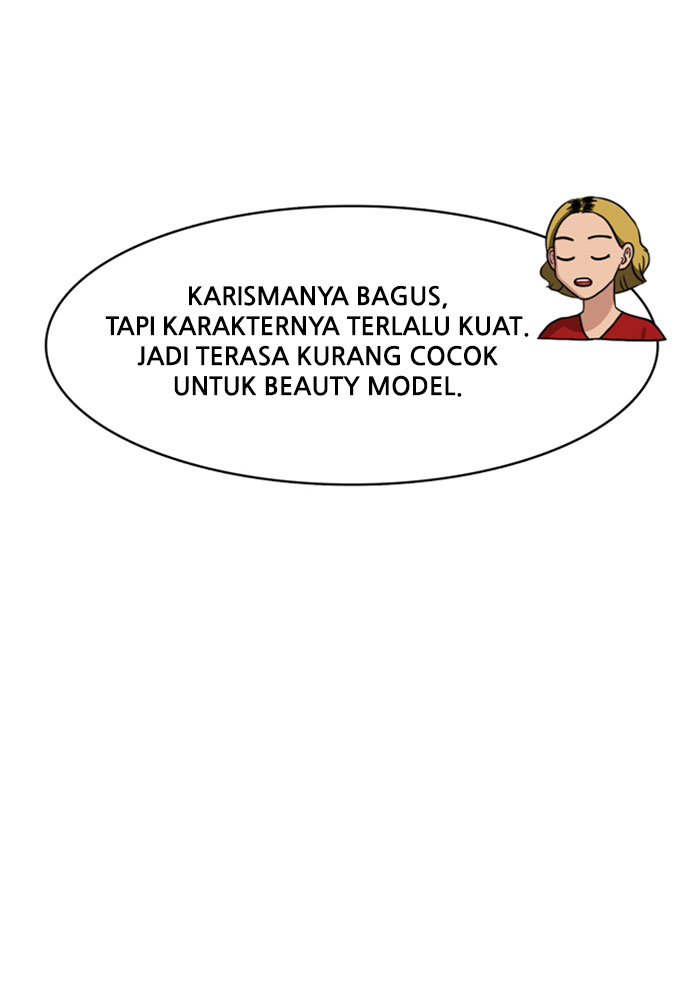 KARISMANYA BAGUS,
TAPI KARAKTERNYA TERLALU KUAT.
JADI TERASA KURANG COCOK
UNTUK BEAUTY MODEL.